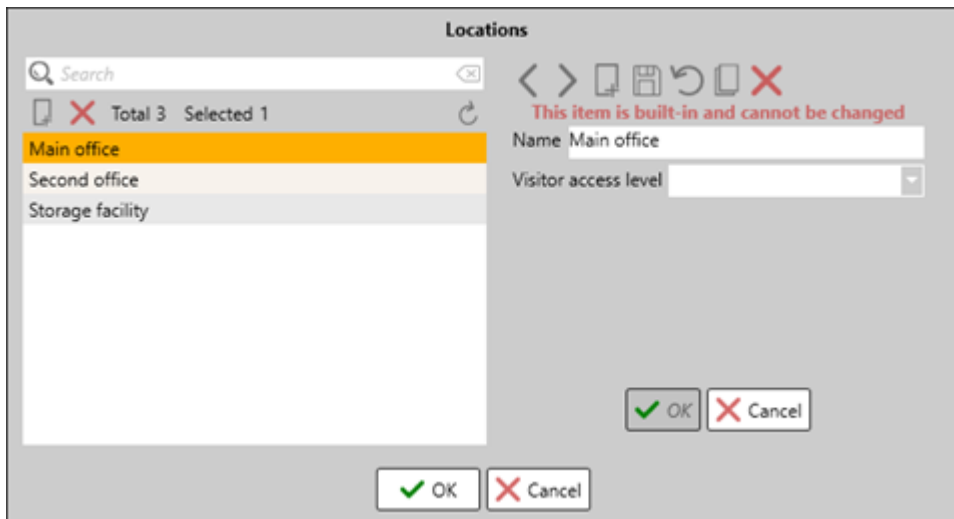 Locations
Search
Total 3 Selected 1
Main office
Second office
Storage facility
This item is built-in and cannot be changed
Name Main office
Visitor access level
OK Cancel
OK Cancel